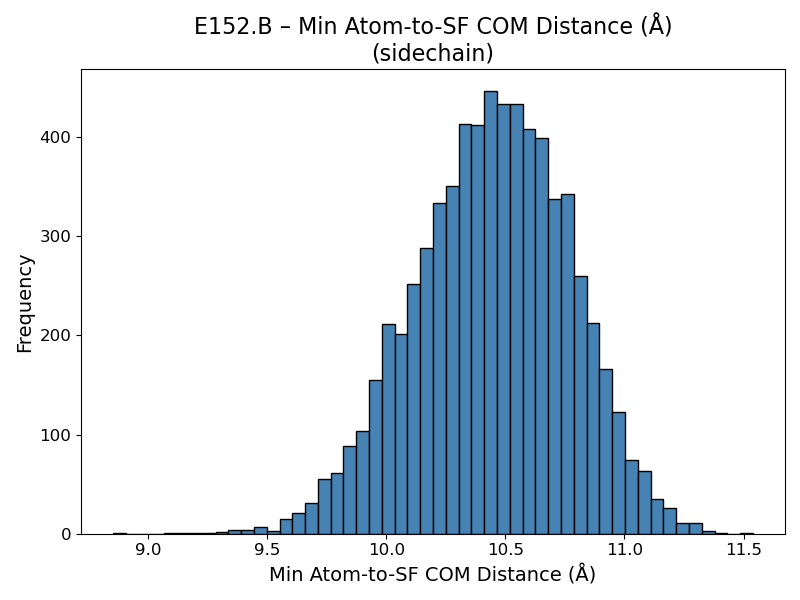 E152.B – Min Atom-to-SF COM Distance (Å)
(sidechain)
400
300
200
100
0
Frequency
9.0 9.5 10.0 10.5 11.0 11.5
Min Atom-to-SF COM Distance (Å)